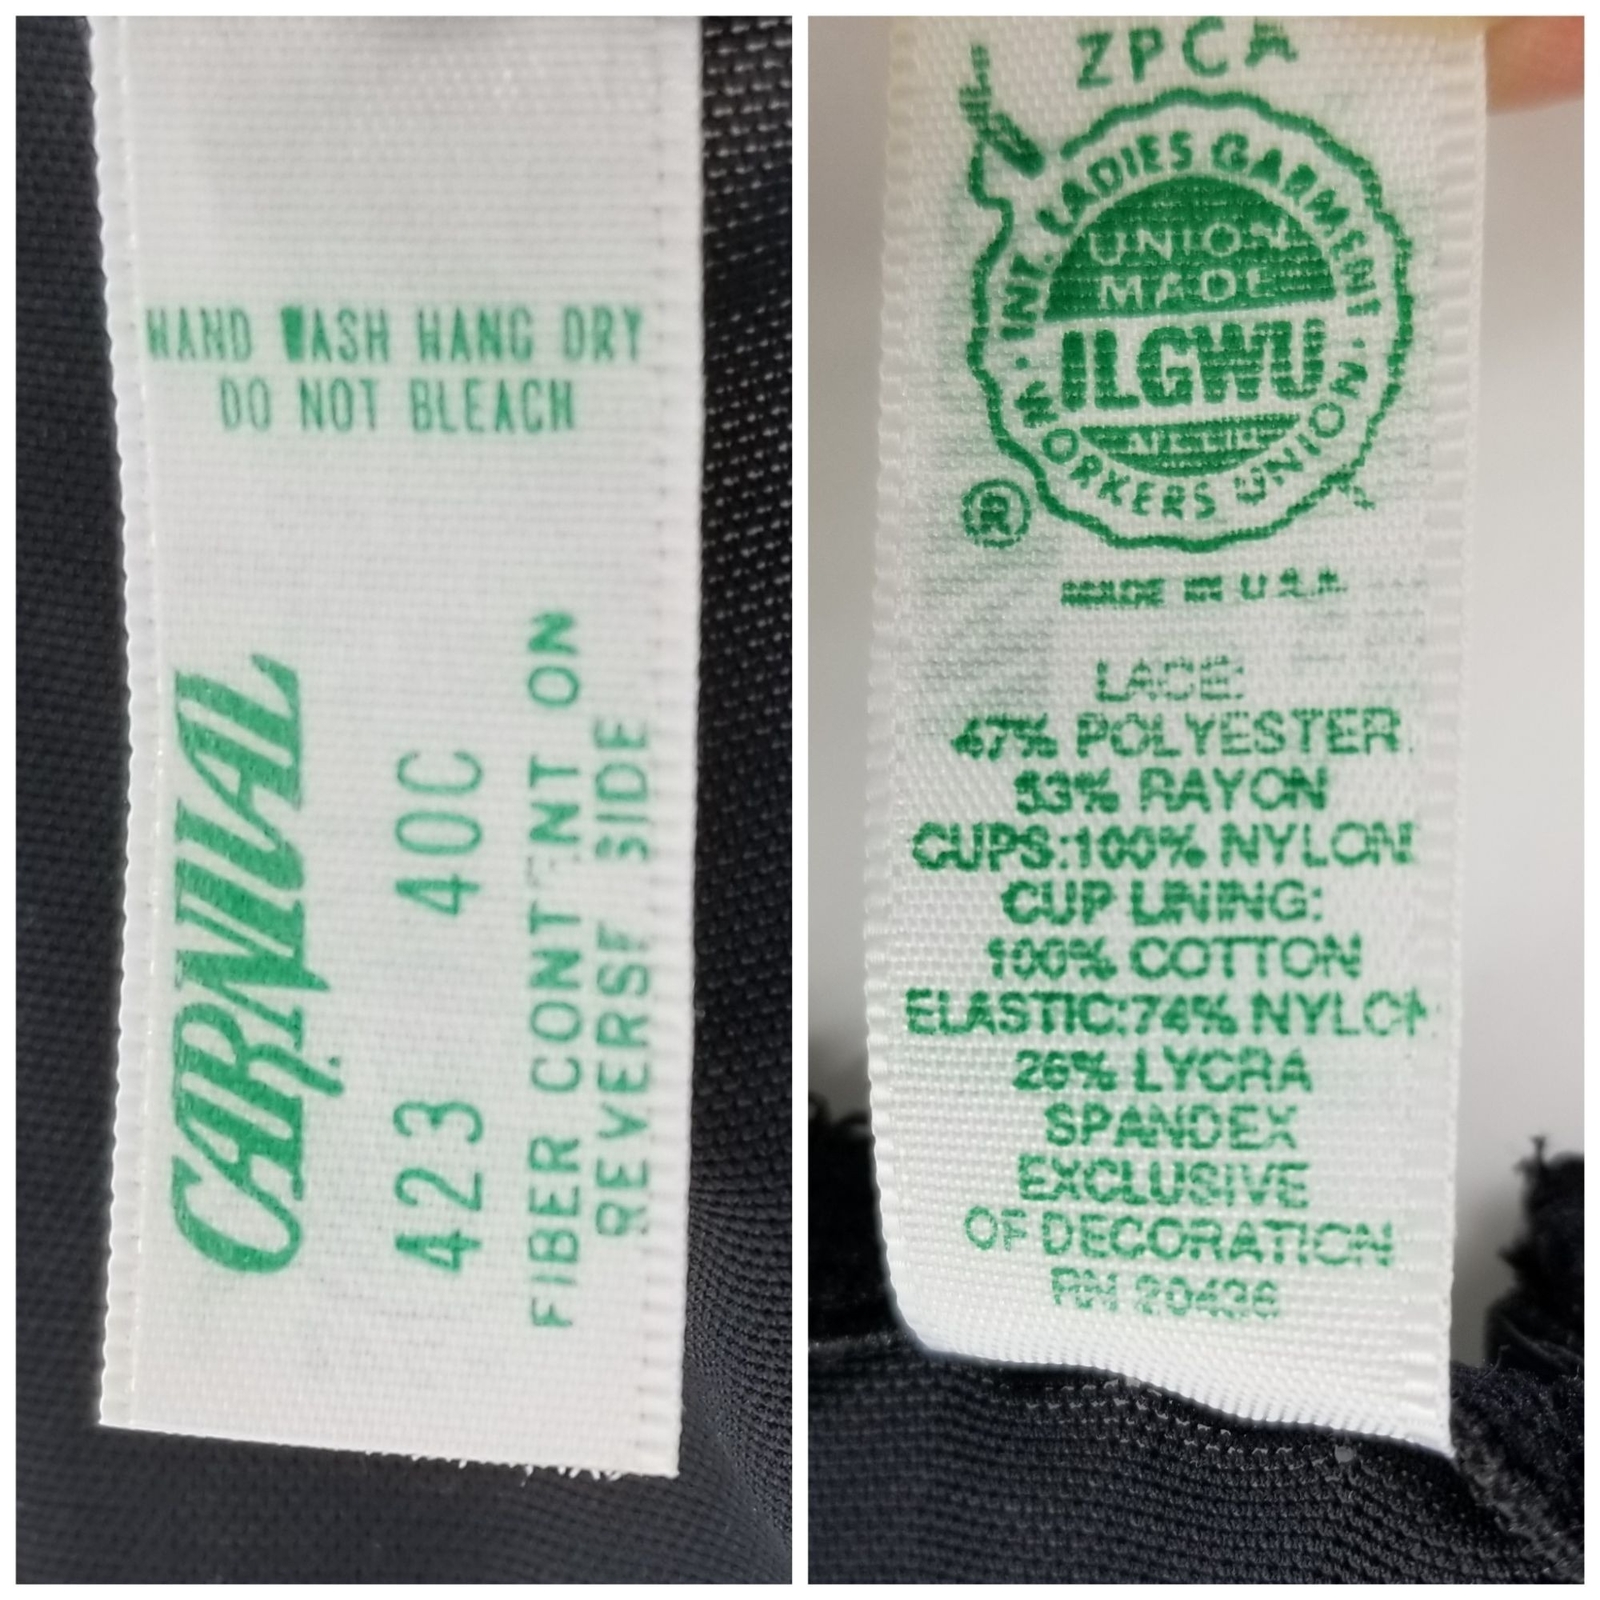 HAND WASH HANG DRY
DO NOT BLEACH
CARNIVAL
423 40C
FIBER CONTENT ON
REVERSE SIDE
ZPCA
INT. LADIES GARMENT WORKERS UNION
UNION
MADE
ILGWU
®
MADE IN U.S.A.
LACE:
47% POLYESTER
53% RAYON
CUPS:100% NYLON
CUP LINING:
100% COTTON
ELASTIC:74% NYLON
26% LYCRA
SPANDEX
EXCLUSIVE
OF DECORATION
RN 20436